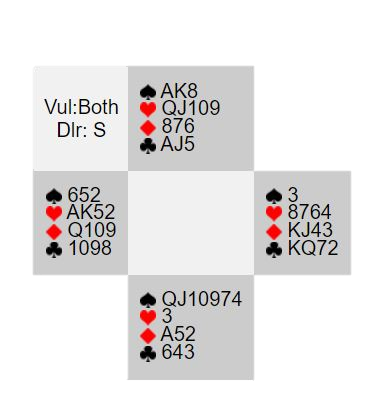 Vul:Both
Dlr: S
♠ AK8
♥ QJ109
♦ 876
♣ AJ5
♠ 652
♥ AK52
♦ Q109
♣ 1098
♠ 3
♥ 8764
♦ KJ43
♣ KQ72
♠ QJ10974
♥ 3
♦ A52
♣ 643